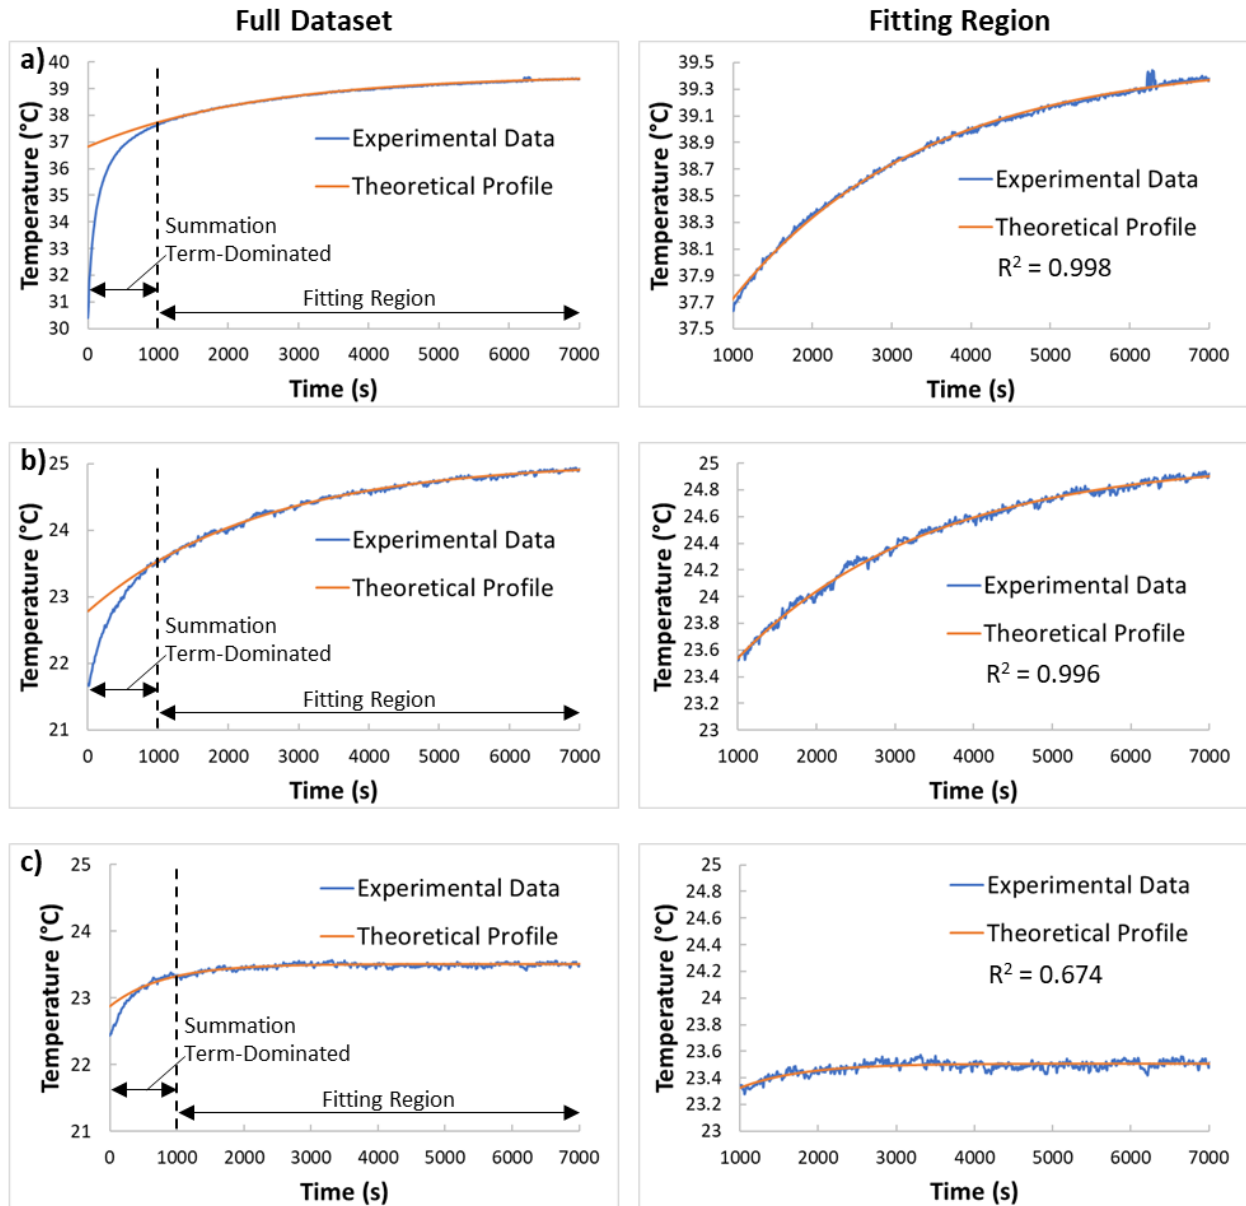 Full Dataset
Fitting Region
a)
40
39
38
37
36
35
34
33
32
31
30
Temperature (°C)
Experimental Data
Theoretical Profile
Summation
Term-Dominated
Fitting Region
0 1000 2000 3000 4000 5000 6000 7000
Time (s)
39.5
39.3
39.1
38.9
38.7
38.5
38.3
38.1
37.9
37.7
37.5
Temperature (°C)
Experimental Data
Theoretical Profile
R² = 0.998
1000 2000 3000 4000 5000 6000 7000
Time (s)
b)
25
24
23
22
21
Temperature (°C)
Experimental Data
Theoretical Profile
Summation
Term-Dominated
Fitting Region
0 1000 2000 3000 4000 5000 6000 7000
Time (s)
25
24.8
24.6
24.4
24.2
24
23.8
23.6
23.4
23.2
23
Temperature (°C)
Experimental Data
Theoretical Profile
R² = 0.996
1000 2000 3000 4000 5000 6000 7000
Time (s)
c)
25
24
23
22
21
Temperature (°C)
Experimental Data
Theoretical Profile
Summation
Term-Dominated
Fitting Region
0 1000 2000 3000 4000 5000 6000 7000
Time (s)
25
24.8
24.6
24.4
24.2
24
23.8
23.6
23.4
23.2
23
Temperature (°C)
Experimental Data
Theoretical Profile
R² = 0.674
1000 2000 3000 4000 5000 6000 7000
Time (s)